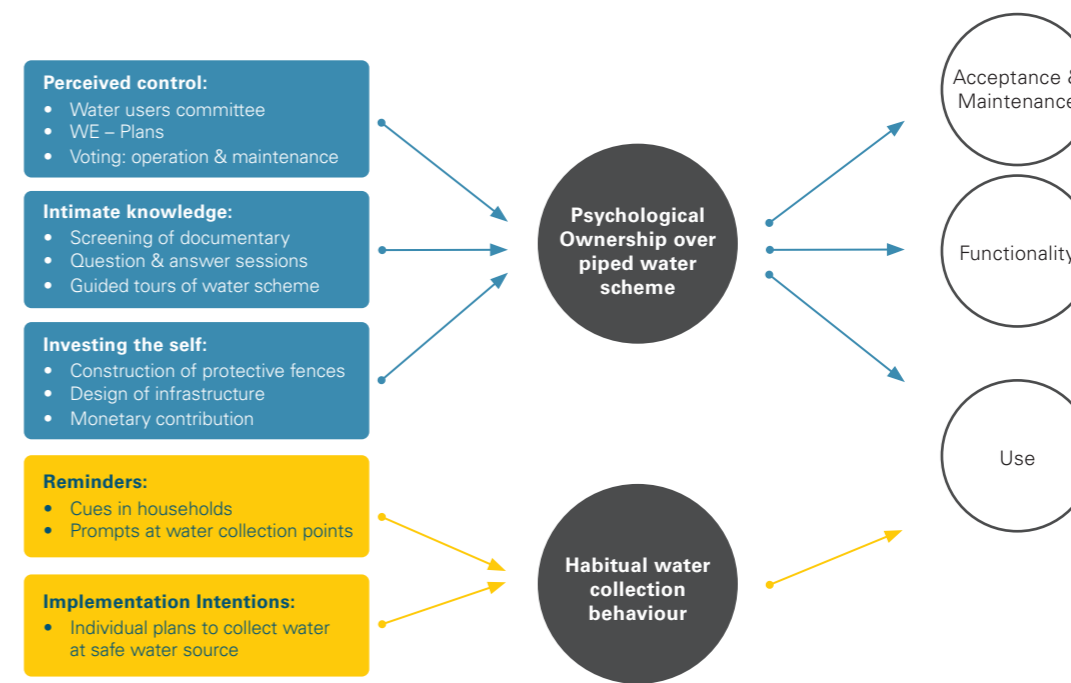 Perceived control:
• Water users committee
• WE – Plans
• Voting: operation & maintenance
Intimate knowledge:
• Screening of documentary
• Question & answer sessions
• Guided tours of water scheme
Investing the self:
• Construction of protective fences
• Design of infrastructure
• Monetary contribution
Reminders:
• Cues in households
• Prompts at water collection points
Implementation Intentions:
• Individual plans to collect water
at safe water source
Psychological
Ownership over
piped water
scheme
Habitual water
collection
behaviour
Acceptance &
Maintenance
Functionality
Use